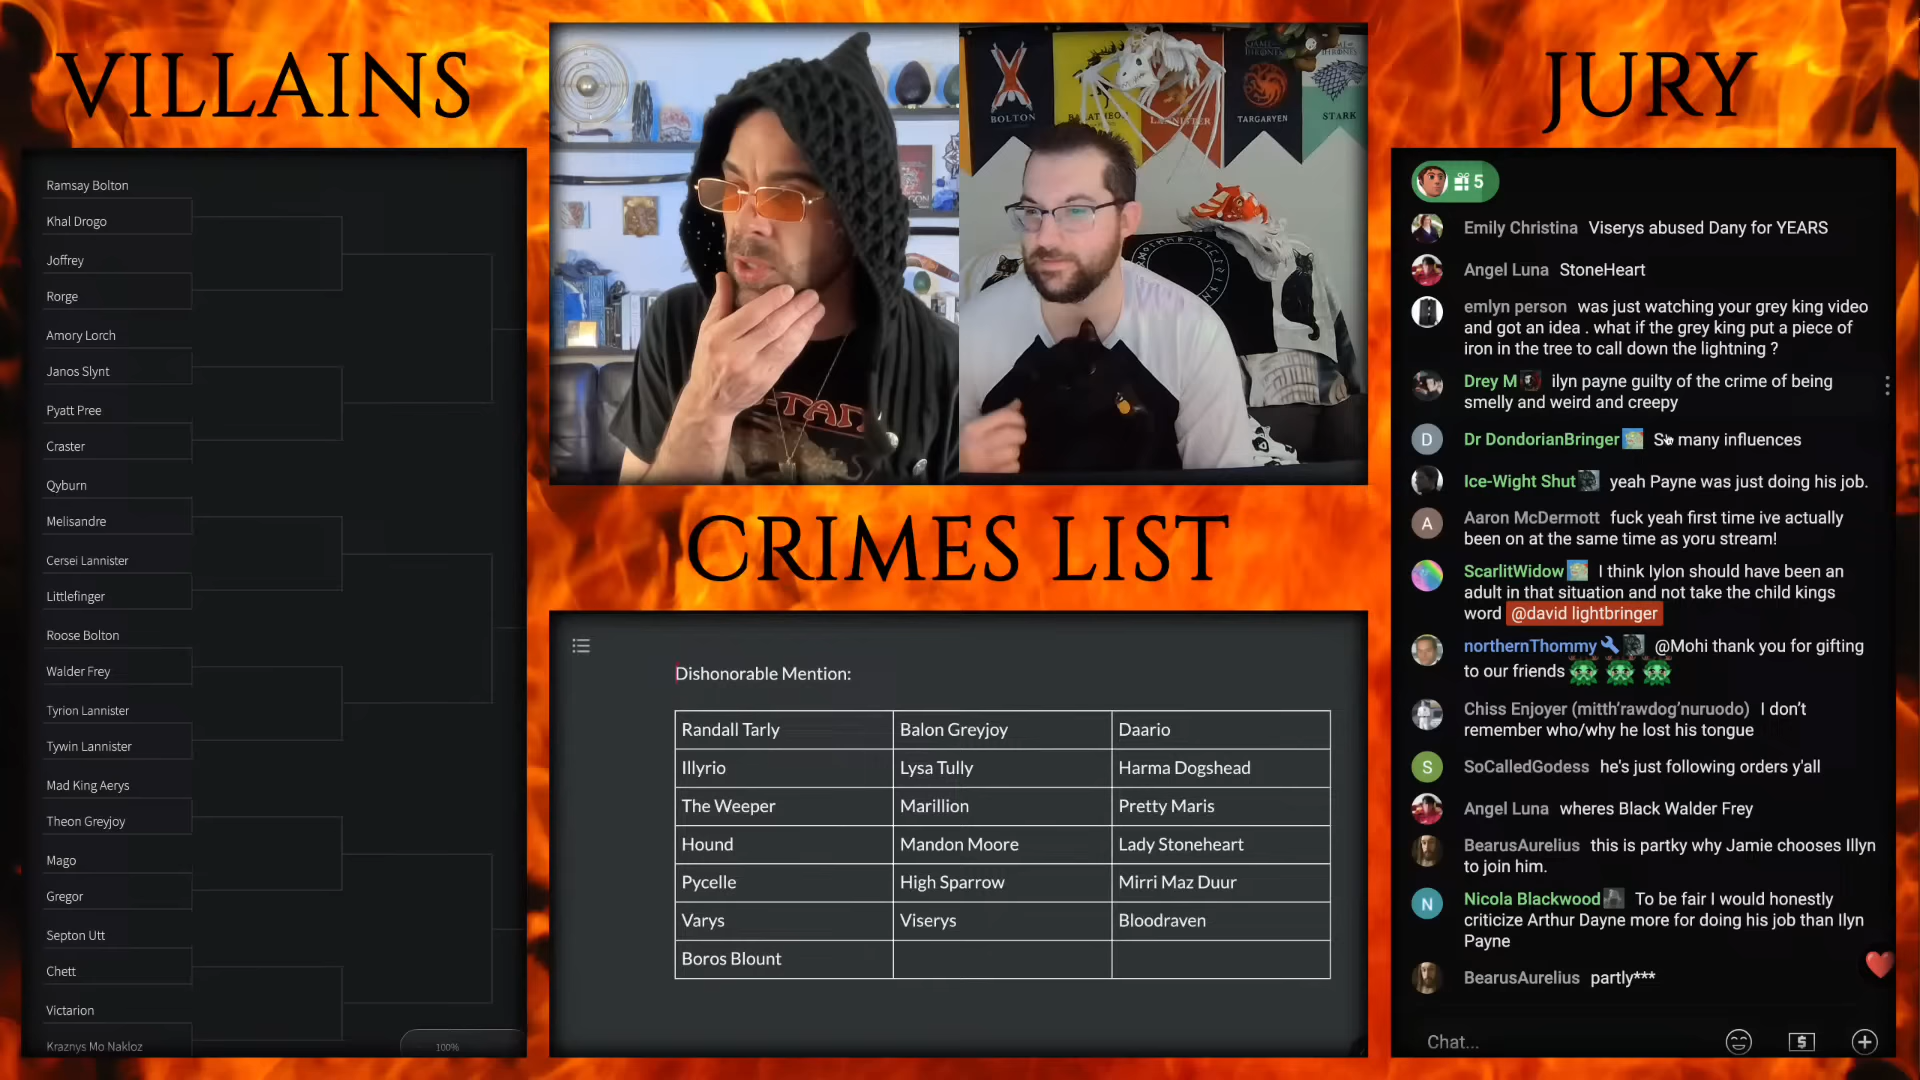 VILLAINS
Ramsay Bolton
Khal Drogo
Joffrey
Rorge
Amory Lorch
Janos Slynt
Pyatt Pree
Craster
Qyburn
Melisandre
Cersei Lannister
Littlefinger
Roose Bolton
Walder Frey
Tyrion Lannister
Tywin Lannister
Mad King Aerys
Theon Greyjoy
Mago
Gregor
Septon Utt
Chett
Victarion
Kraznys Mo Nakloz
100%
BOLTON
LANNISTER
TARGARYEN
STARK
CRIMES LIST
Dishonorable Mention:
Randall Tarly Balon Greyjoy Daario
Illyrio Lysa Tully Harma Dogshead
The Weeper Marillion Pretty Maris
Hound Mandon Moore Lady Stoneheart
Pycelle High Sparrow Mirri Maz Duur
Varys Viserys Bloodraven
Boros Blount
JURY
5
Emily Christina Viserys abused Dany for YEARS
Angel Luna StoneHeart
emlyn person was just watching your grey king video
and got an idea . what if the grey king put a piece of
iron in the tree to call down the lightning ?
Drey M ilyn payne guilty of the crime of being
smelly and weird and creepy
D
Dr DondorianBringer So many influences
Ice-Wight Shut yeah Payne was just doing his job.
A
Aaron McDermott fuck yeah first time ive actually
been on at the same time as yoru stream!
ScarlitWidow I think Iylon should have been an
adult in that situation and not take the child kings
word @david lightbringer
northernThommy @Mohi thank you for gifting
to our friends
Chiss Enjoyer (mitth'rawdog'nuruodo) I don't
remember who/why he lost his tongue
S
SoCalledGodess he's just following orders y'all
Angel Luna wheres Black Walder Frey
BearusAurelius this is partky why Jamie chooses Illyn
to join him.
N
Nicola Blackwood To be fair I would honestly
criticize Arthur Dayne more for doing his job than Ilyn
Payne
BearusAurelius partly***
Chat...